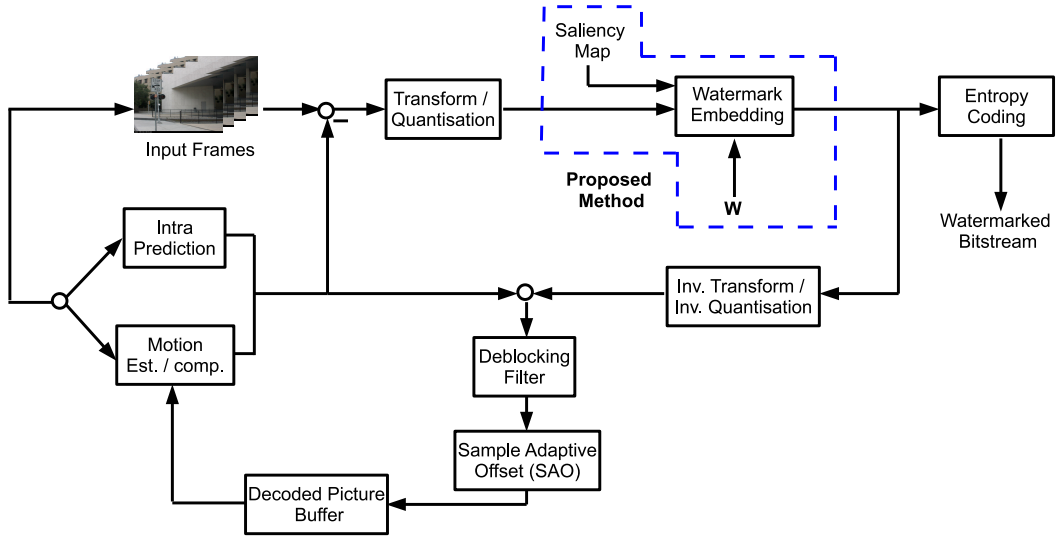 Saliency
Map
Transform /
Quantisation
Watermark
Embedding
Entropy
Coding
Input Frames
Proposed
Method
W
Watermarked
Bitstream
Intra
Prediction
Inv. Transform /
Inv. Quantisation
Motion
Est. / comp.
Deblocking
Filter
Sample Adaptive
Offset (SAO)
Decoded Picture
Buffer